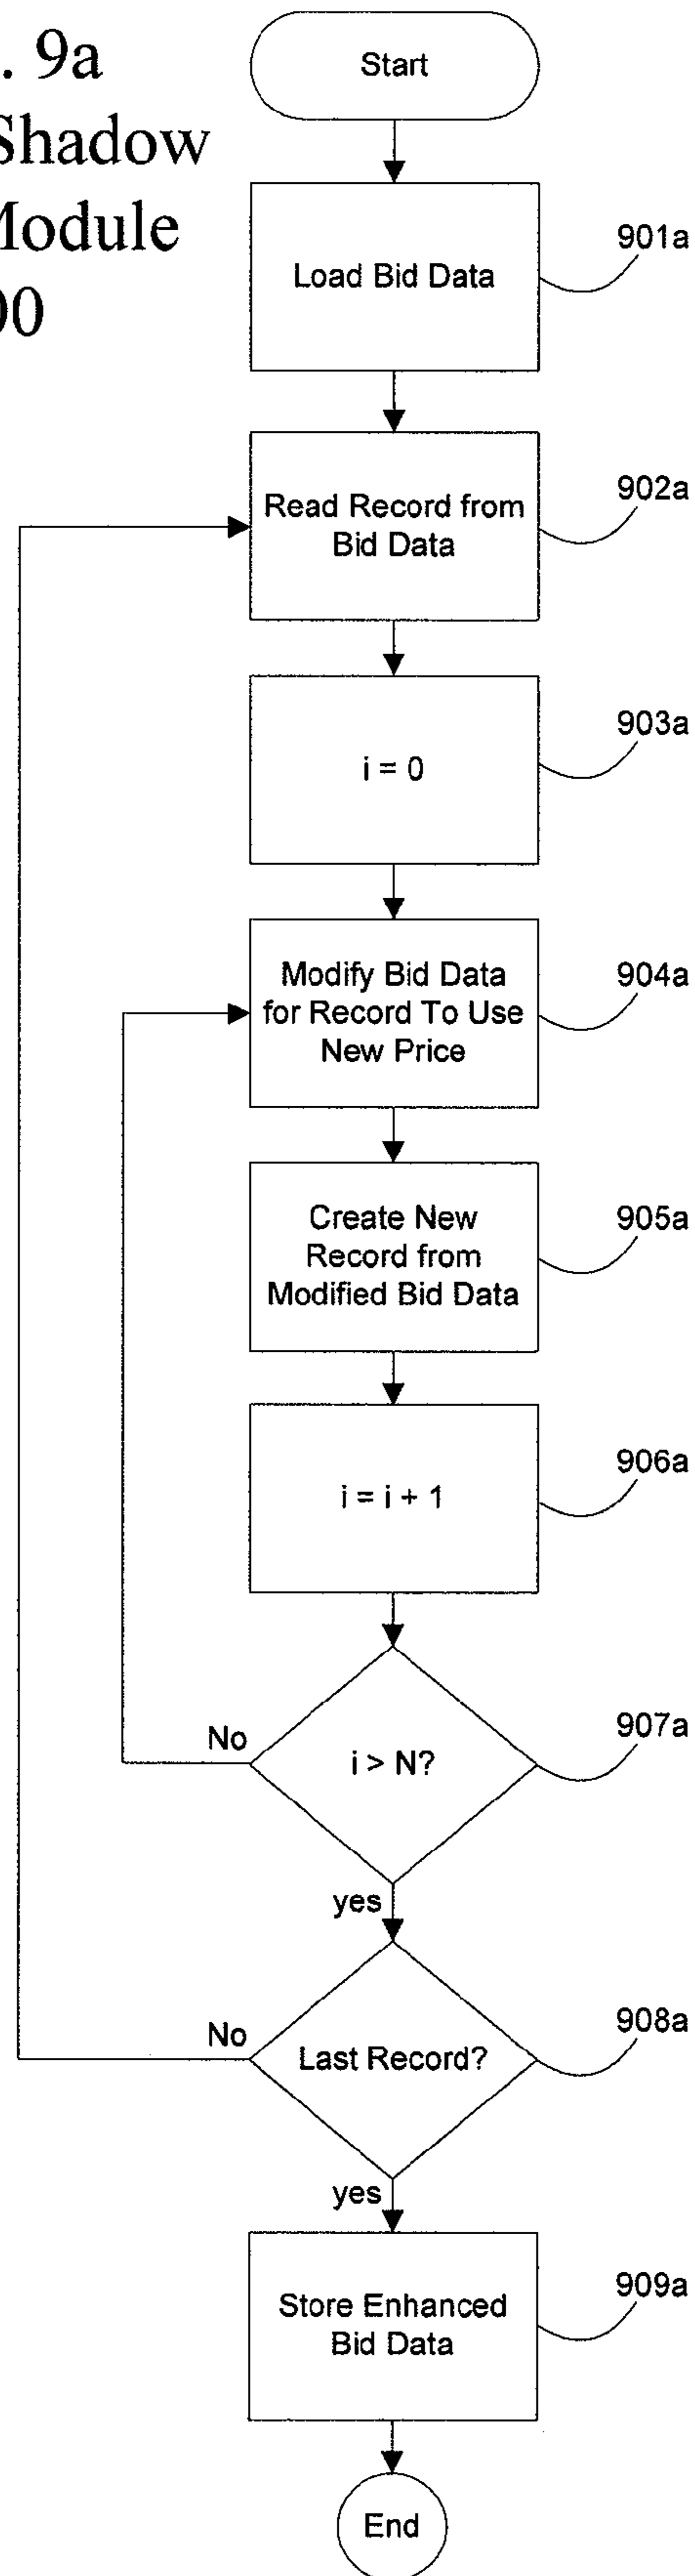 . 9a
Shadow
Module
00
Start
Load Bid Data
901a
Read Record from
Bid Data
902a
i = 0
903a
Modify Bid Data
for Record To Use
New Price
904a
Create New
Record from
Modified Bid Data
905a
i = i + 1
906a
i > N?
907a
No
yes
Last Record?
908a
No
yes
Store Enhanced
Bid Data
909a
End